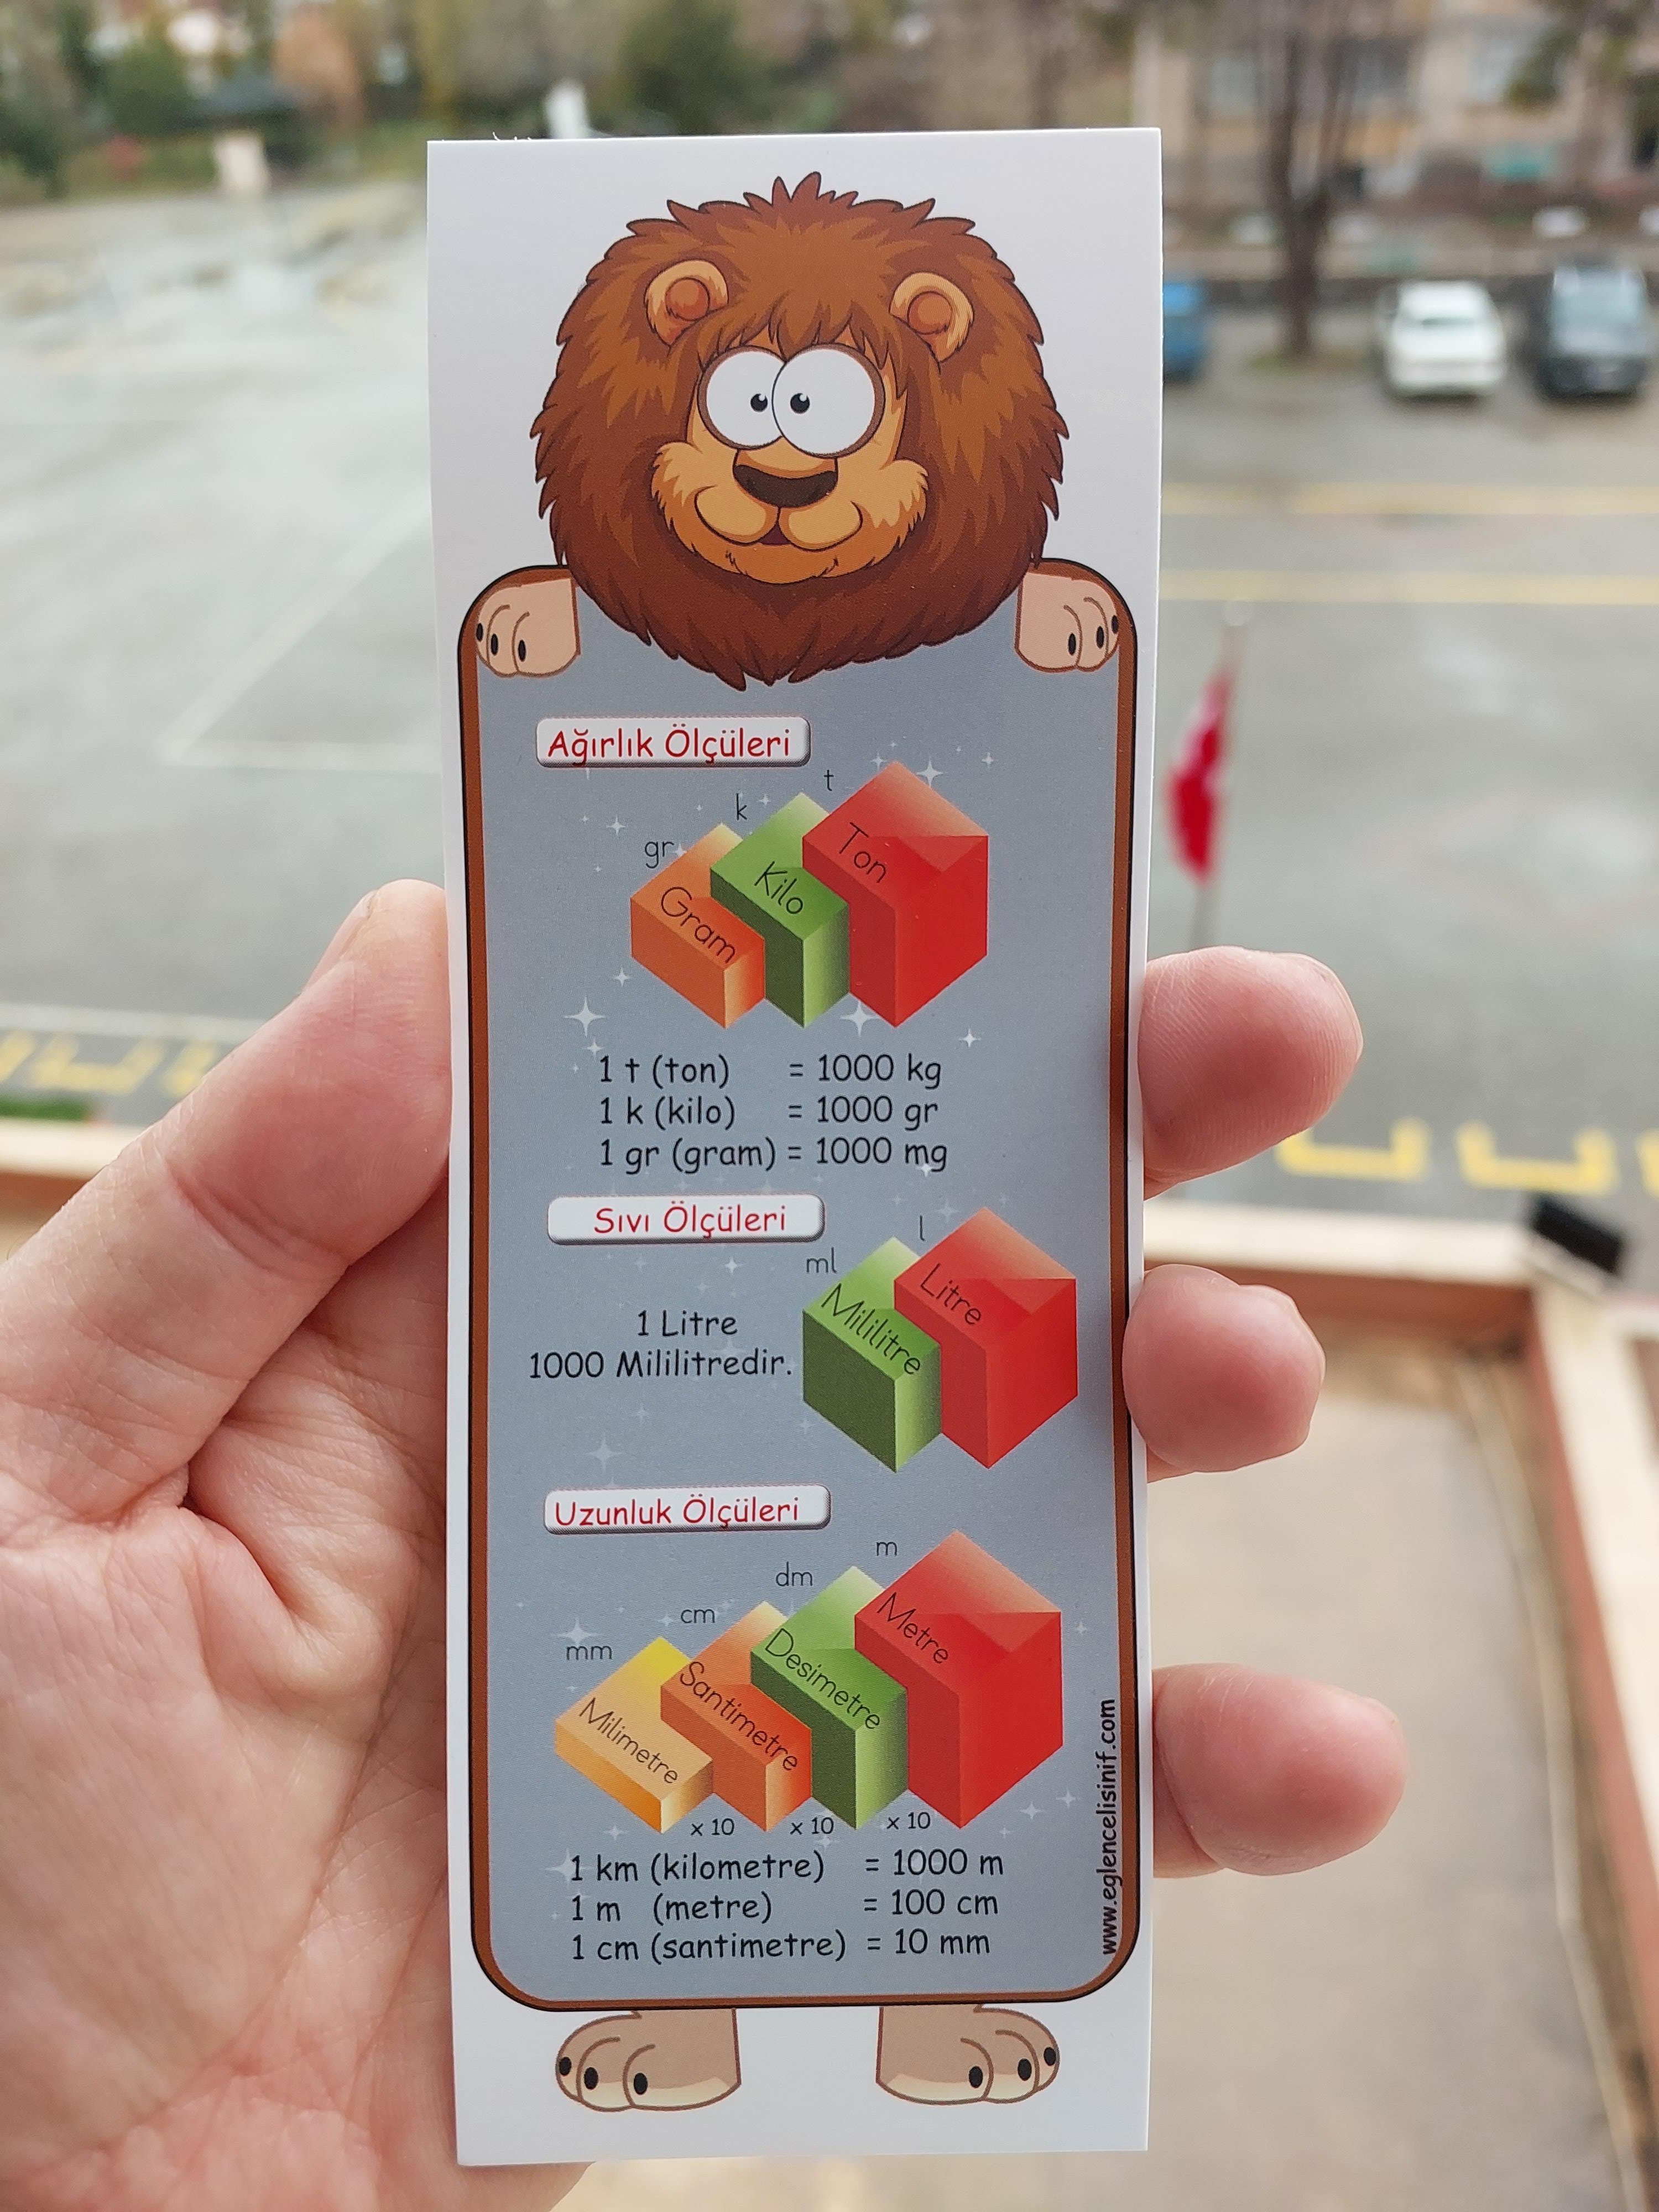 Ağırlık Ölçüleri
t
k
gr
Ton
Kilo
Gram
1 t (ton) = 1000 kg
1 k (kilo) = 1000 gr
1 gr (gram) = 1000 mg
Sıvı Ölçüleri
l
ml
Litre
Mililitre
1 Litre
1000 Mililitredir.
Uzunluk Ölçüleri
m
dm
cm
mm
Metre
Desimetre
Santimetre
Milimetre
x 10 x 10 x 10
1 km (kilometre) = 1000 m
1 m (metre) = 100 cm
1 cm (santimetre) = 10 mm
www.eglencelisinif.com